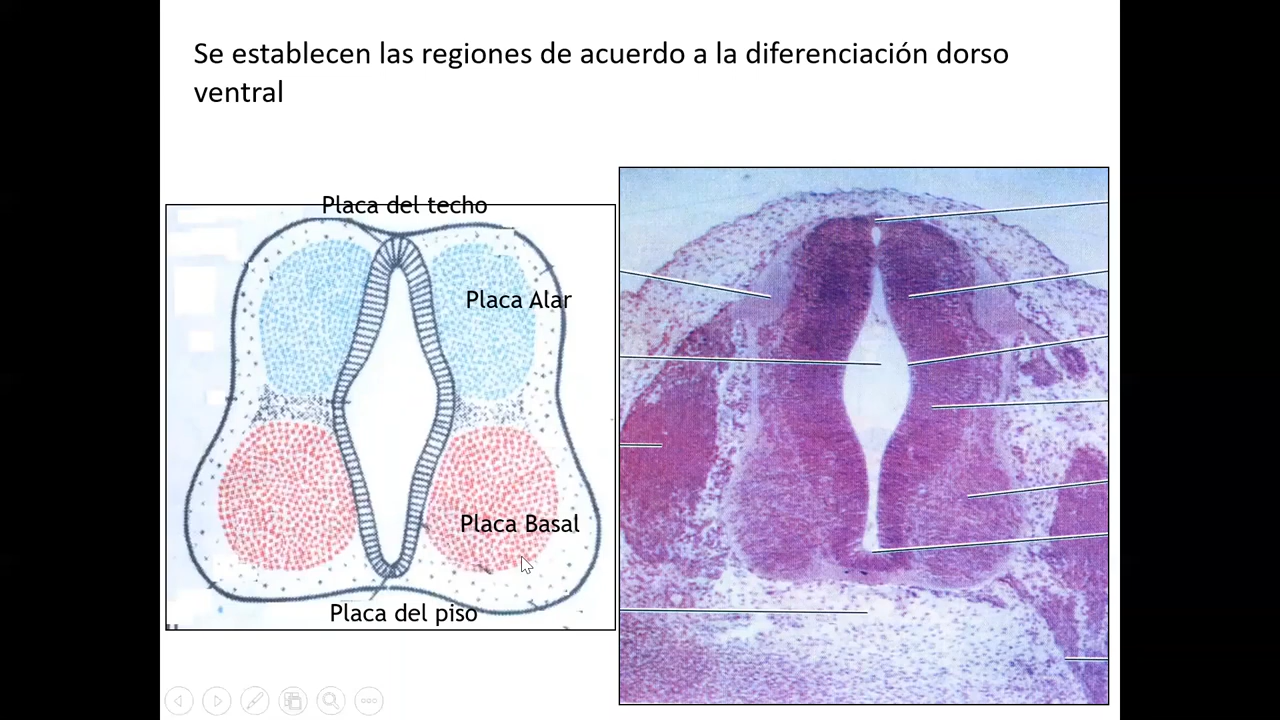 Se establecen las regiones de acuerdo a la diferenciación dorso
ventral
Placa del techo
Placa Alar
Placa Basal
Placa del piso